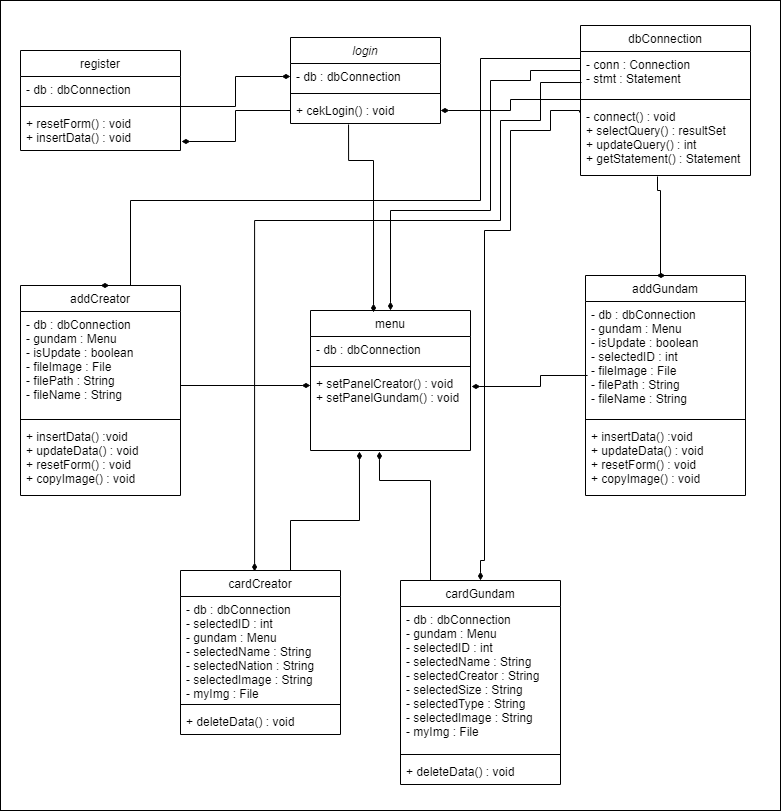 register
- db : dbConnection
+ resetForm() : void
+ insertData() : void
login
- db : dbConnection
+ cekLogin() : void
dbConnection
- conn : Connection
- stmt : Statement
- connect() : void
+ selectQuery() : resultSet
+ updateQuery() : int
+ getStatement() : Statement
addCreator
- db : dbConnection
- gundam : Menu
- isUpdate : boolean
- fileImage : File
- filePath : String
- fileName : String
+ insertData() :void
+ updateData() : void
+ resetForm() : void
+ copyImage() : void
menu
- db : dbConnection
+ setPanelCreator() : void
+ setPanelGundam() : void
addGundam
- db : dbConnection
- gundam : Menu
- isUpdate : boolean
- selectedID : int
- fileImage : File
- filePath : String
- fileName : String
+ insertData() :void
+ updateData() : void
+ resetForm() : void
+ copyImage() : void
cardCreator
- db : dbConnection
- selectedID : int
- gundam : Menu
- selectedName : String
- selectedNation : String
- selectedImage : String
- myImg : File
+ deleteData() : void
cardGundam
- db : dbConnection
- gundam : Menu
- selectedID : int
- selectedName : String
- selectedCreator : String
- selectedSize : String
- selectedType : String
- selectedImage : String
- myImg : File
+ deleteData() : void